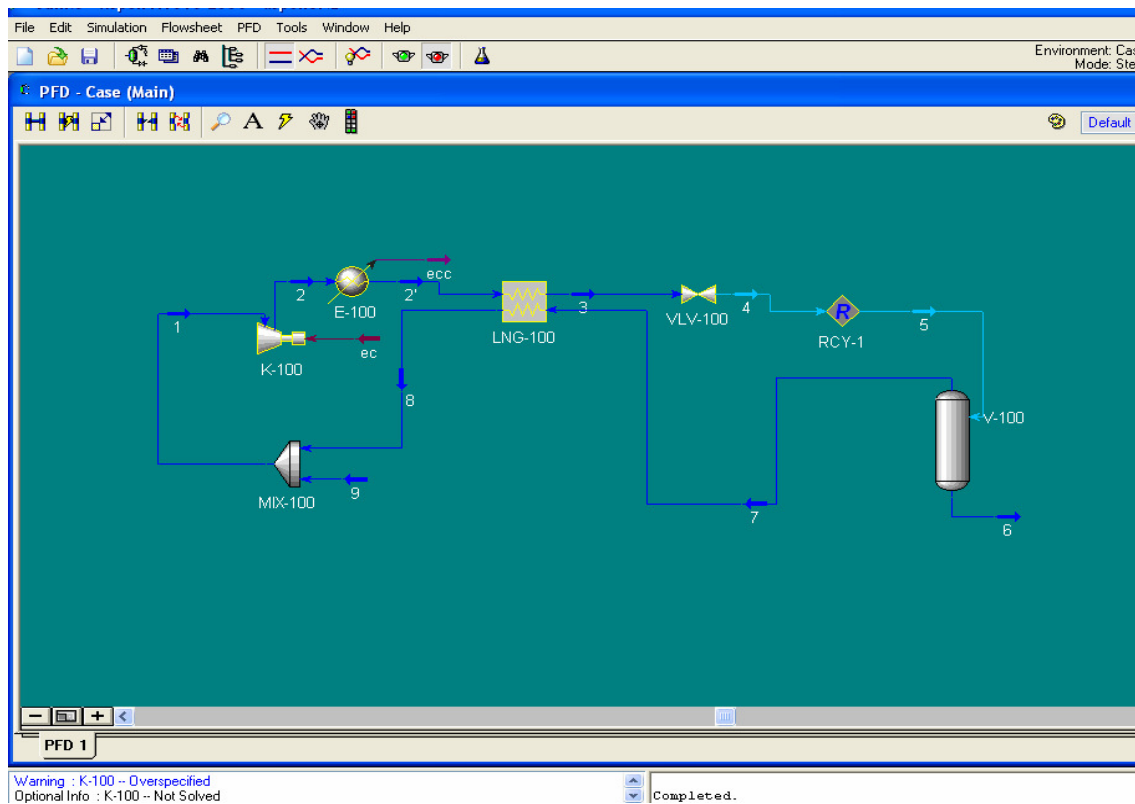 File Edit Simulation Flowsheet PFD Tools Window Help
Environment: Cas
Mode: Ste
PFD - Case (Main)
A
Default
ecc
2
2'
E-100
1
K-100
ec
LNG-100
3
VLV-100
4
R
RCY-1
5
8
V-100
MIX-100
9
7
6
PFD 1
Warning : K-100 -- Overspecified
Optional Info : K-100 -- Not Solved
Completed.